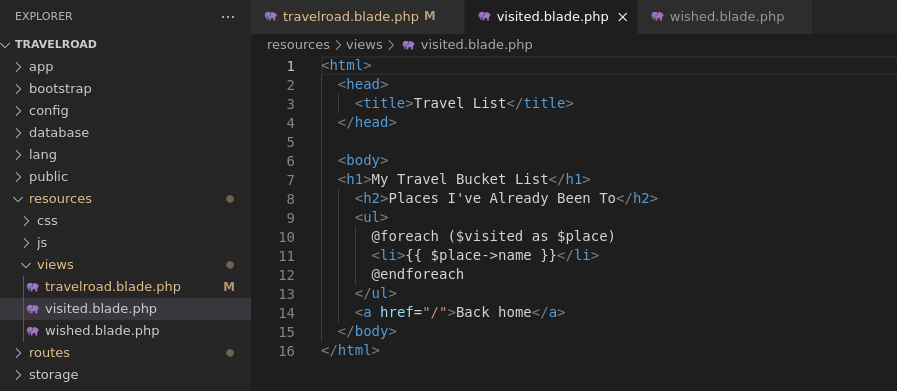 EXPLORER ···
TRAVELROAD
app
bootstrap
config
database
lang
public
resources
css
js
views
travelroad.blade.php M
visited.blade.php
wished.blade.php
routes
storage
travelroad.blade.php M visited.blade.php × wished.blade.php
resources > views > visited.blade.php
1 <html>
2 <head>
3 <title>Travel List</title>
4 </head>
5
6 <body>
7 <h1>My Travel Bucket List</h1>
8 <h2>Places I've Already Been To</h2>
9 <ul>
10 @foreach ($visited as $place)
11 <li>{{ $place->name }}</li>
12 @endforeach
13 </ul>
14 <a href="/">Back home</a>
15 </body>
16 </html>